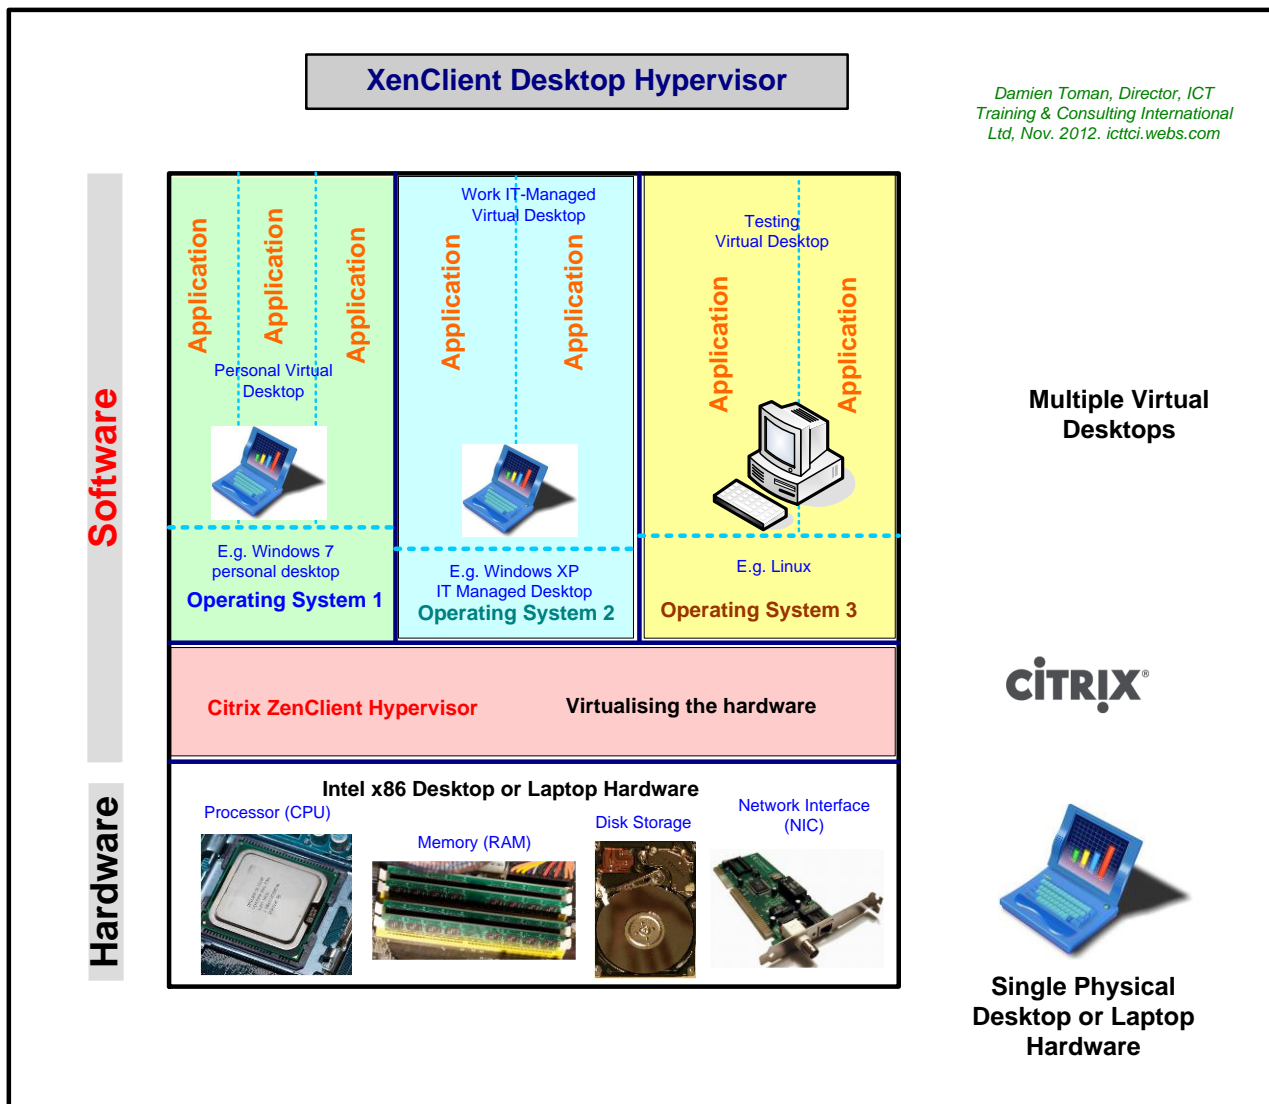 XenClient Desktop Hypervisor
Damien Toman, Director, ICT
Training & Consulting International
Ltd, Nov. 2012. icttci.webs.com
Software
Application
Application
Application
Personal Virtual
Desktop
E.g. Windows 7
personal desktop
Operating System 1
Work IT-Managed
Virtual Desktop
Application
Application
E.g. Windows XP
IT Managed Desktop
Operating System 2
Testing
Virtual Desktop
Application
Application
E.g. Linux
Operating System 3
Multiple Virtual
Desktops
Citrix ZenClient Hypervisor
Virtualising the hardware
CİTRIX®
Hardware
Intel x86 Desktop or Laptop Hardware
Processor (CPU)
Memory (RAM)
Disk Storage
Network Interface
(NIC)
Single Physical
Desktop or Laptop
Hardware